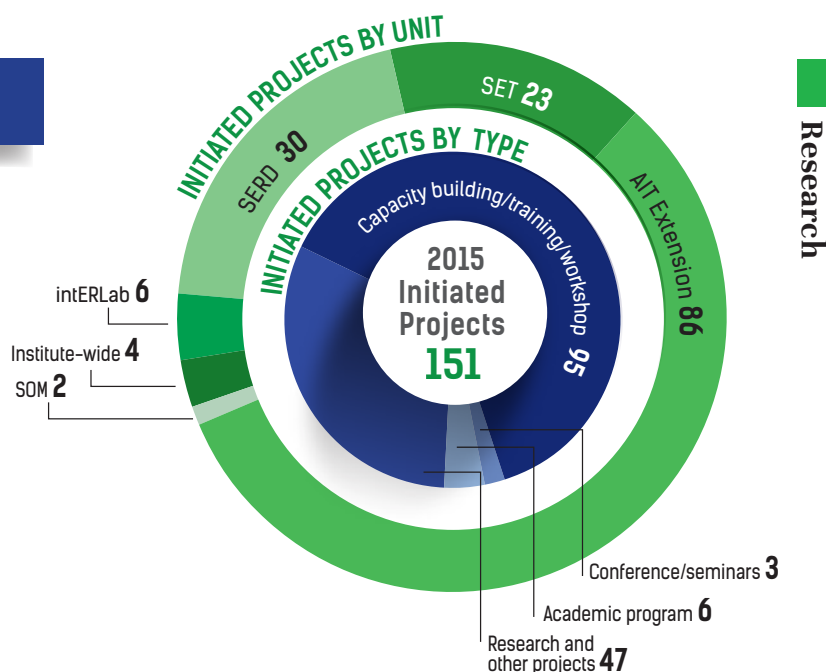 INITIATED PROJECTS BY UNIT
SET 23
SERD 30
AIT Extension 86
intERLab 6
Institute-wide 4
SOM 2
INITIATED PROJECTS BY TYPE
Capacity building/training/workshop 95
2015
Initiated
Projects
151
Conference/seminars 3
Academic program 6
Research and
other projects 47
Research